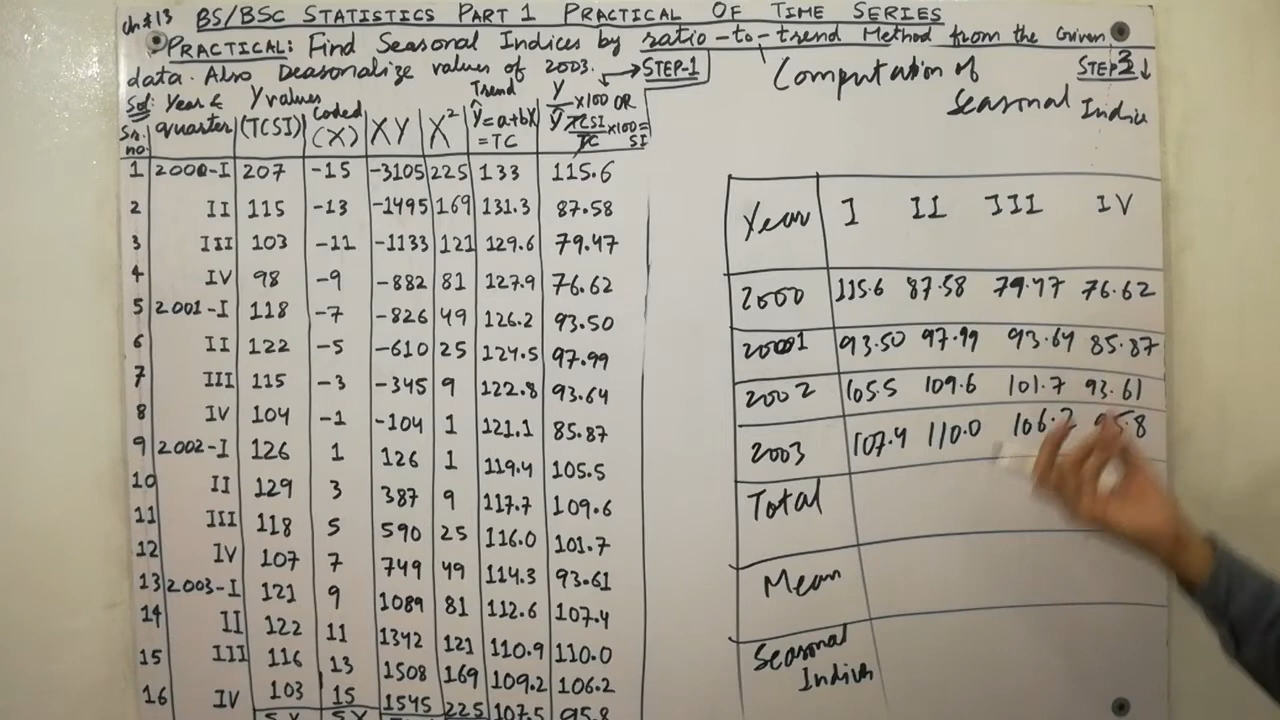 ch#13
BS/BSC STATISTICS PART 1 PRACTICAL OF TIME SERIES
PRACTICAL: Find Seasonal Indices by ratio-to-trend Method from the Given
data. Also Deasonalize values of 2003. → STEP-1
Sol:
Sr. no. Year & quarter Y values (TCSI) Coded (X) XY X² Trend Ŷ=a+bX =TC Y/Ŷ ×100 OR TCSI/TC ×100= SI
1 2000-I 207 -15 -3105 225 133 115.6
2 II 115 -13 -1495 169 131.3 87.58
3 III 103 -11 -1133 121 129.6 79.47
4 IV 98 -9 -882 81 127.9 76.62
5 2001-I 118 -7 -826 49 126.2 93.50
6 II 122 -5 -610 25 124.5 97.99
7 III 115 -3 -345 9 122.8 93.64
8 IV 104 -1 -104 1 121.1 85.87
9 2002-I 126 1 126 1 119.4 105.5
10 II 129 3 387 9 117.7 109.6
11 III 118 5 590 25 116.0 101.7
12 IV 107 7 749 49 114.3 93.61
13 2003-I 121 9 1089 81 112.6 107.4
14 II 122 11 1342 121 110.9 110.0
15 III 116 13 1508 169 109.2 106.2
16 IV 103 15 1545 225 107.5 95.8
STEP3↓
Computation of
Seasonal Indice
Year I II III IV
2000 115.6 87.58 79.47 76.62
20001 93.50 97.99 93.64 85.87
2002 105.5 109.6 101.7 93.61
2003 107.4 110.0 106.2
Total
Mean
Seasonal
Indices